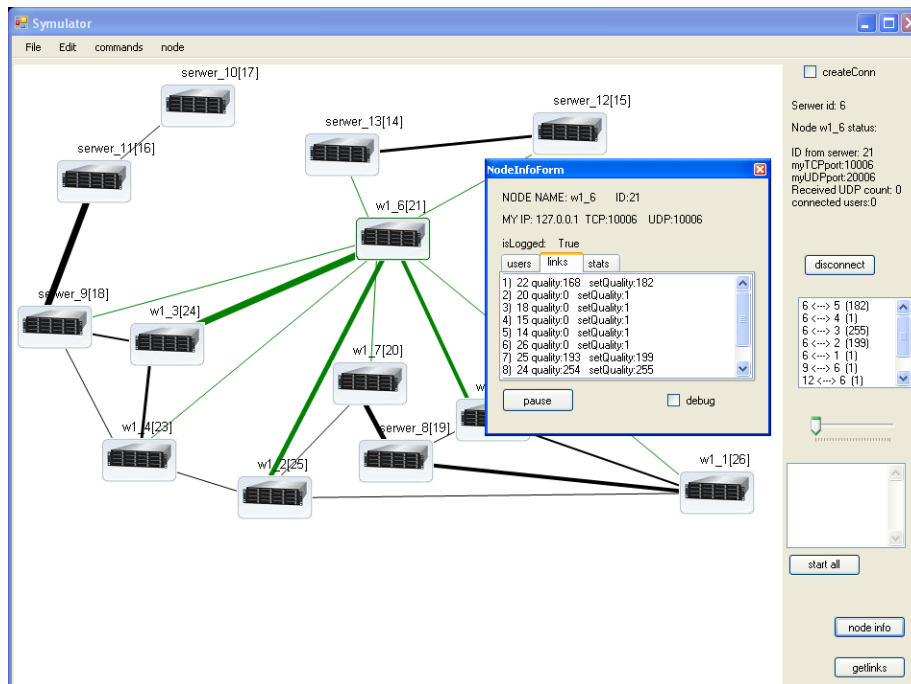 Symulator
File Edit commands node
serwer_10[17]
serwer_12[15]
serwer_13[14]
serwer_11[16]
w1_6[21]
serwer_9[18]
w1_3[24]
w1_7[20]
w1_4[23]
serwer_8[19]
w1_2[25]
w1_1[26]
NodeInfoForm
NODE NAME: w1_6 ID:21
MY IP: 127.0.0.1 TCP:10006 UDP:10006
isLogged: True
users links stats
1) 22 quality:168 setQuality:182
2) 20 quality:0 setQuality:1
3) 18 quality:0 setQuality:1
4) 15 quality:0 setQuality:1
5) 14 quality:0 setQuality:1
6) 26 quality:0 setQuality:1
7) 25 quality:193 setQuality:199
8) 24 quality:254 setQuality:255
pause
debug
createConn
Serwer id: 6
Node w1_6 status:
ID from serwer: 21
myTCPport:10006
myUDPport:20006
Received UDP count: 0
connected users:0
disconnect
6 <---> 5 (182)
6 <---> 4 (1)
6 <---> 3 (255)
6 <---> 2 (199)
6 <---> 1 (1)
9 <---> 6 (1)
12 <---> 6 (1)
start all
node info
getlinks